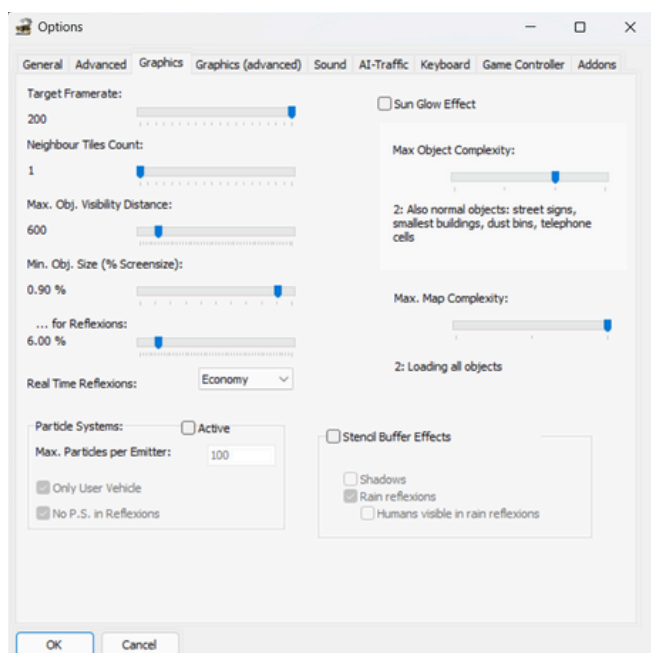 Options
General Advanced Graphics Graphics (advanced) Sound AI-Traffic Keyboard Game Controller Addons
Target Framerate:
200
Neighbour Tiles Count:
1
Max. Obj. Visibility Distance:
600
Min. Obj. Size (% Screensize):
0.90 %
... for Reflexions:
6.00 %
Real Time Reflexions:
Economy
Sun Glow Effect
Max Object Complexity:
2: Also normal objects: street signs,
smallest buildings, dust bins, telephone
cells
Max. Map Complexity:
2: Loading all objects
Particle Systems:
Active
Max. Particles per Emitter:
100
Only User Vehicle
No P.S. in Reflexions
Stencil Buffer Effects
Shadows
Rain reflexions
Humans visible in rain reflexions
OK
Cancel